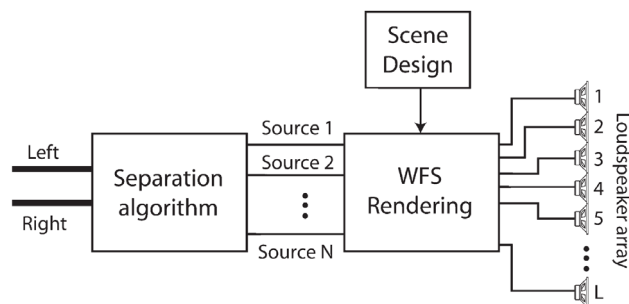 Scene
Design
Left
Right
Separation
algorithm
Source 1
Source 2
Source N
WFS
Rendering
1
2
3
4
5
L
Loudspeaker array